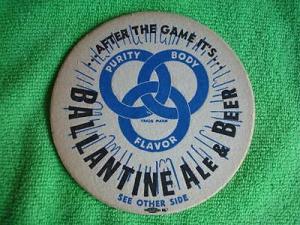 ...AFTER THE GAME IT'S...
PURITY
BODY
TRADE MARK
FLAVOR
BALLANTINE ALE & BEER
SEE OTHER SIDE